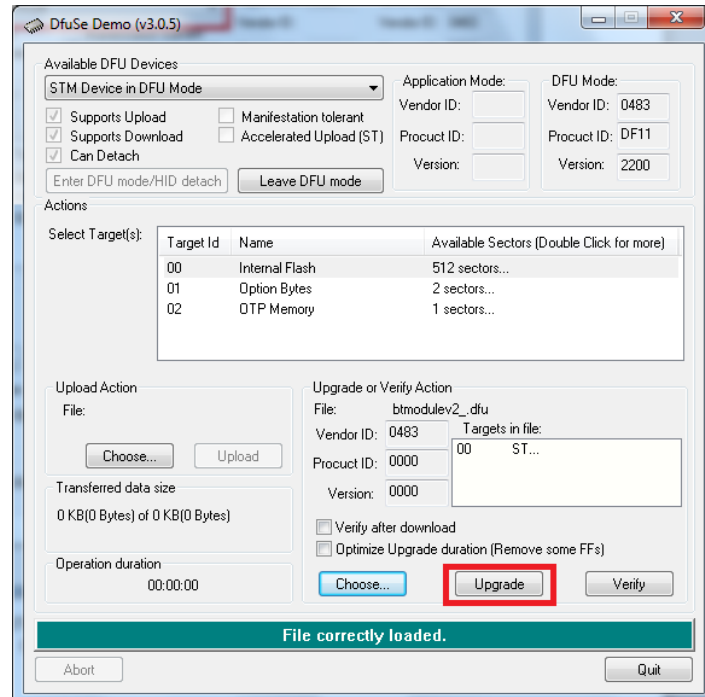 DfuSe Demo (v3.0.5)
Available DFU Devices
STM Device in DFU Mode
Supports Upload
Manifestation tolerant
Supports Download
Accelerated Upload (ST)
Can Detach
Enter DFU mode/HID detach
Leave DFU mode
Application Mode:
Vendor ID:
Procuct ID:
Version:
DFU Mode:
Vendor ID: 0483
Procuct ID: DF11
Version: 2200
Actions
Select Target(s):
Target Id Name Available Sectors (Double Click for more)
00 Internal Flash 512 sectors...
01 Option Bytes 2 sectors...
02 OTP Memory 1 sectors...
Upload Action
File:
Choose... Upload
Transferred data size
0 KB(0 Bytes) of 0 KB(0 Bytes)
Operation duration
00:00:00
Upgrade or Verify Action
File: btmodulev2_.dfu
Vendor ID: 0483
Procuct ID: 0000
Version: 0000
Targets in file:
00 ST...
Verify after download
Optimize Upgrade duration (Remove some FFs)
Choose... Upgrade Verify
File correctly loaded.
Abort Quit